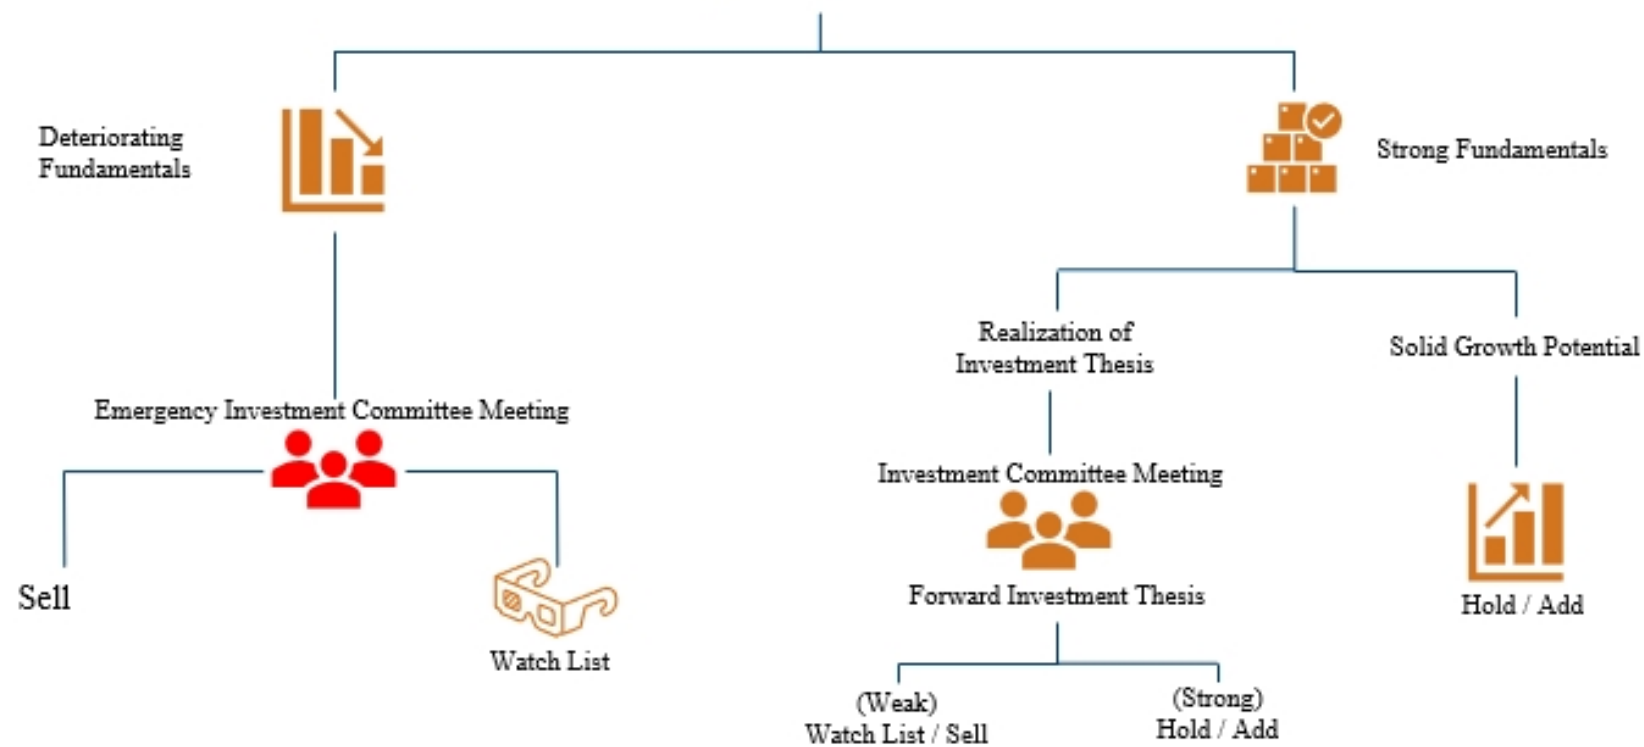 Deteriorating
Fundamentals
Strong Fundamentals
Realization of
Investment Thesis
Solid Growth Potential
Emergency Investment Committee Meeting
Investment Committee Meeting
Sell
Forward Investment Thesis
Hold / Add
Watch List
(Weak)
Watch List / Sell
(Strong)
Hold / Add